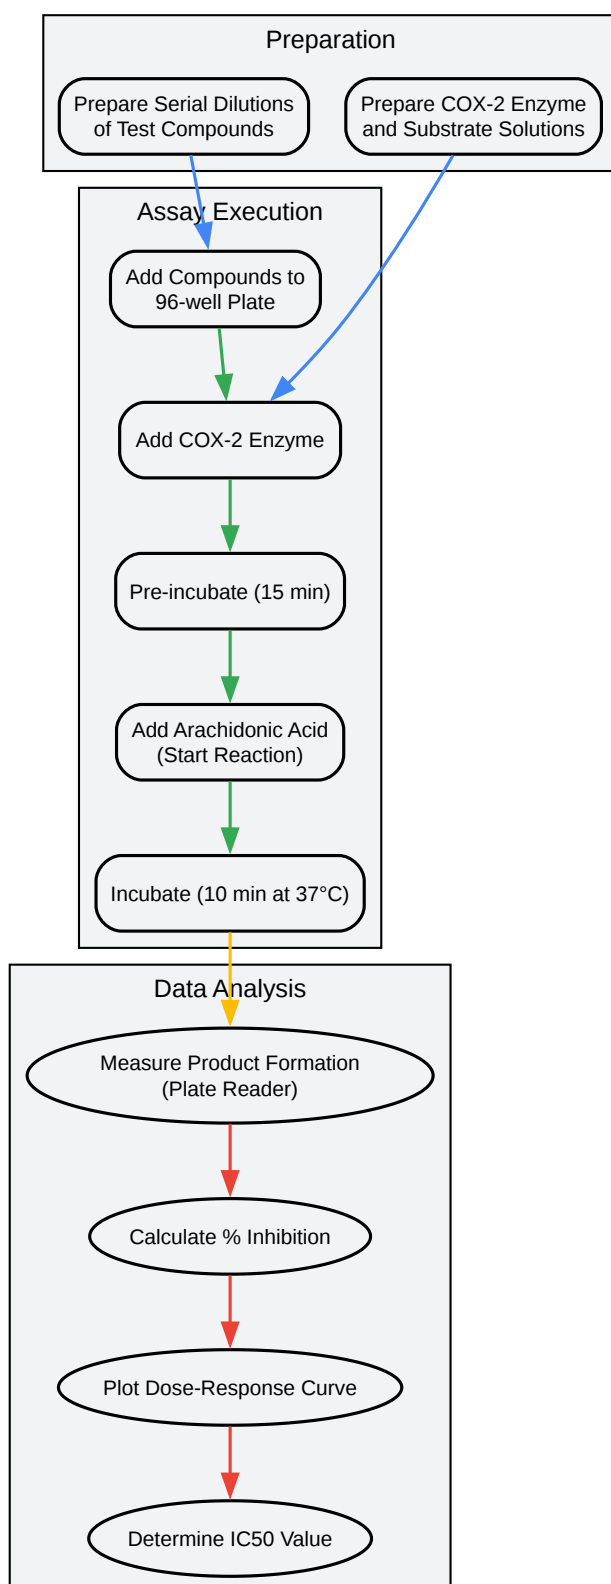 Preparation
Prepare Serial Dilutions
of Test Compounds
Prepare COX-2 Enzyme
and Substrate Solutions
Assay Execution
Add Compounds to
96-well Plate
Add COX-2 Enzyme
Pre-incubate (15 min)
Add Arachidonic Acid
(Start Reaction)
Incubate (10 min at 37°C)
Data Analysis
Measure Product Formation
(Plate Reader)
Calculate % Inhibition
Plot Dose-Response Curve
Determine IC50 Value